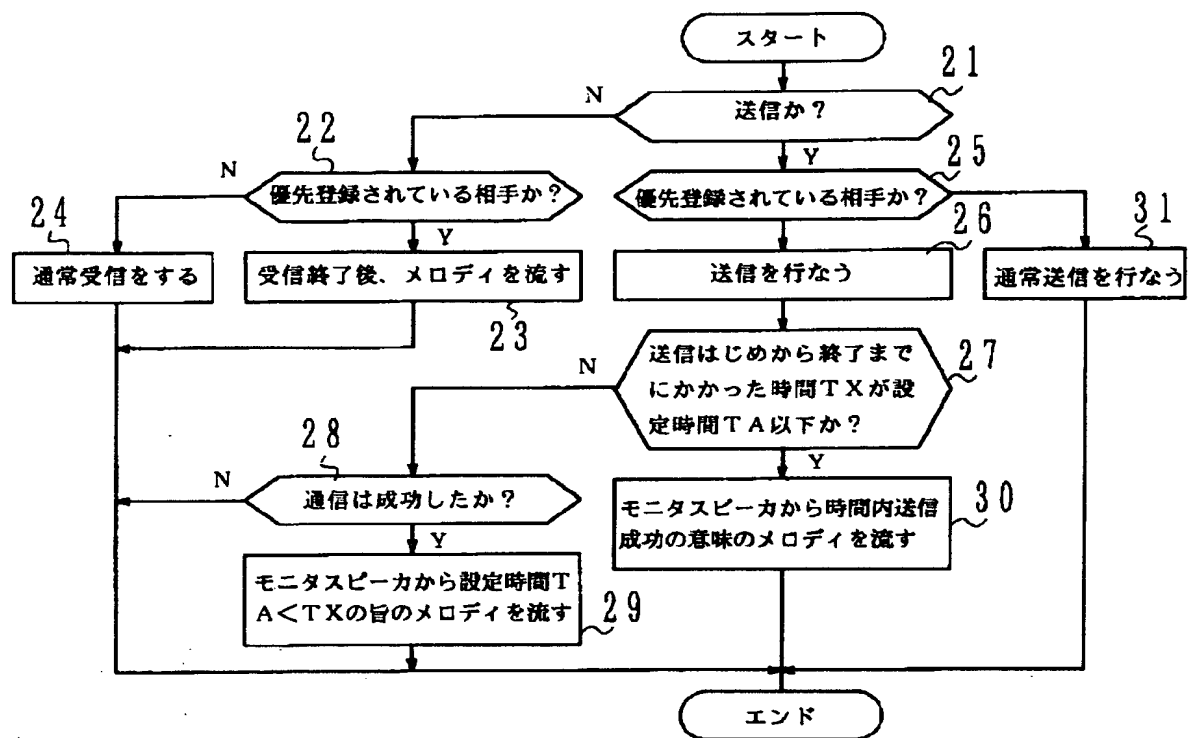 スタート
21
送信か?
N
Y
22
優先登録されている相手か?
N
Y
25
優先登録されている相手か?
24
通常受信をする
受信終了後、メロディを流す
23
26
送信を行なう
31
通常送信を行なう
27
送信はじめから終了まで
にかかった時間TXが設
定時間TA以下か?
N
Y
28
通信は成功したか?
N
Y
モニタスピーカから時間内送信
成功の意味のメロディを流す
30
モニタスピーカから設定時間T
A<TXの旨のメロディを流す
29
エンド